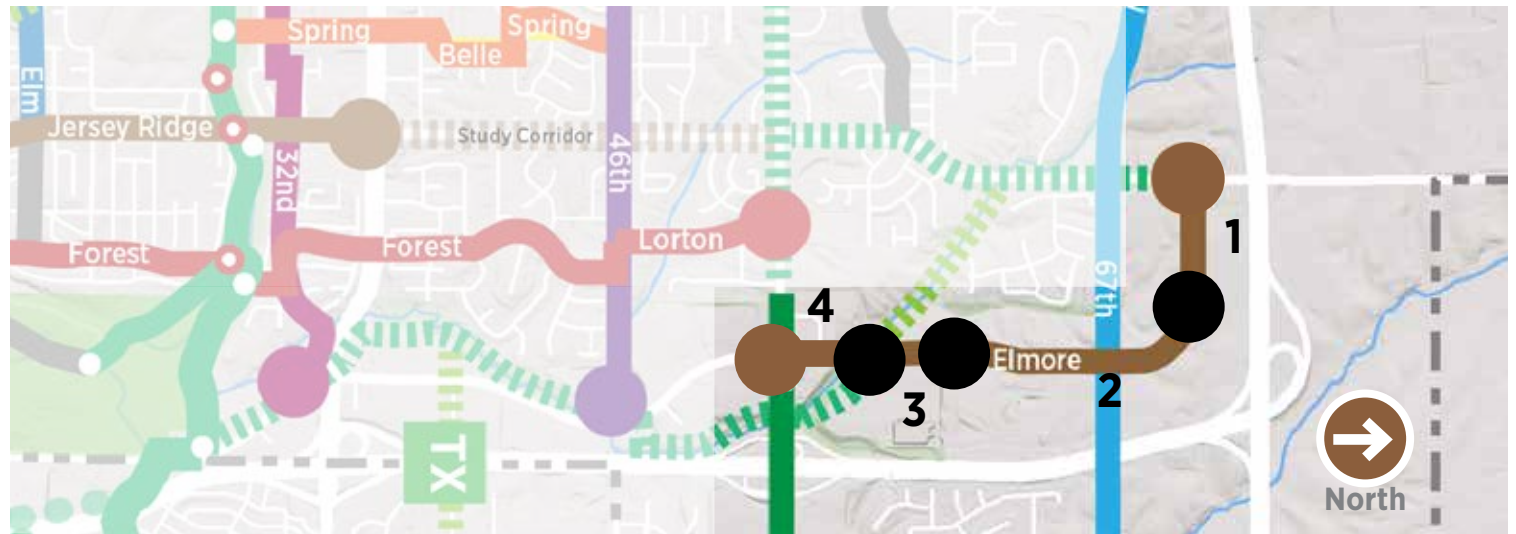 Spring
Spring
Belle
Elm
Jersey Ridge
Study Corridor
32nd
46th
1
Forest
Forest
Lorton
67th
4
Elmore
2
3
TX
North